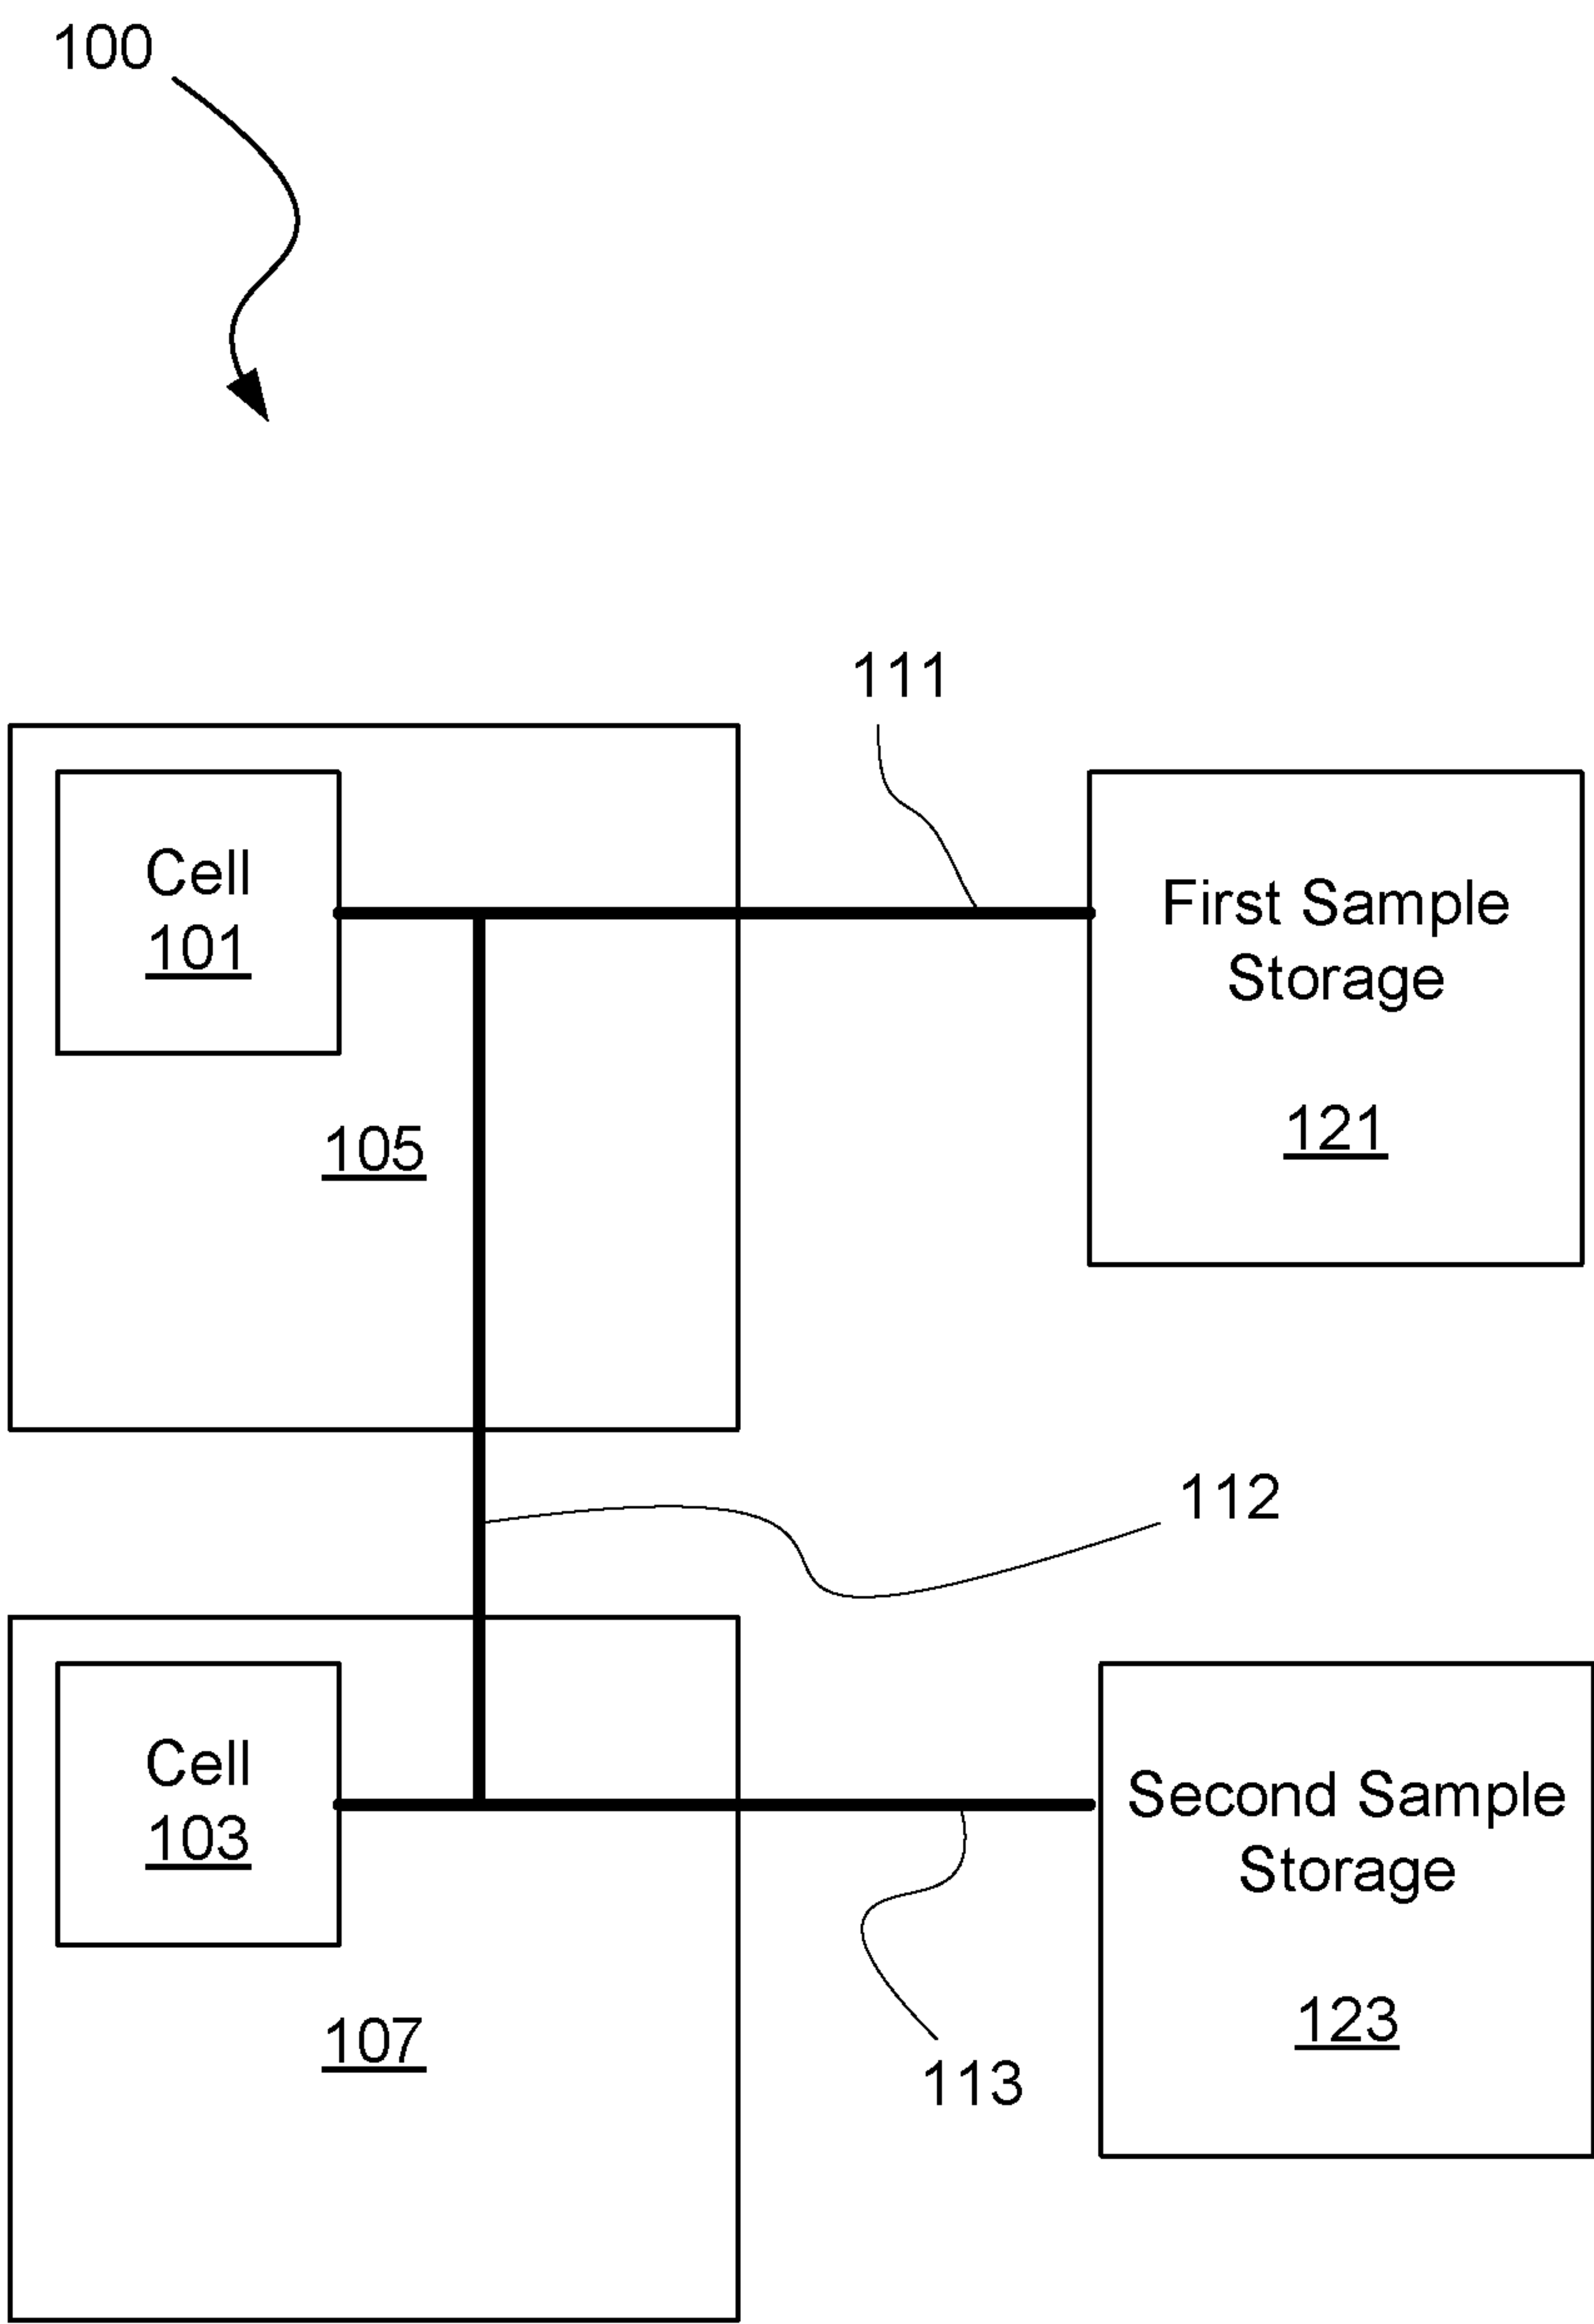 100
111
Cell
101
First Sample
Storage
121
105
112
Cell
103
Second Sample
Storage
123
107
113